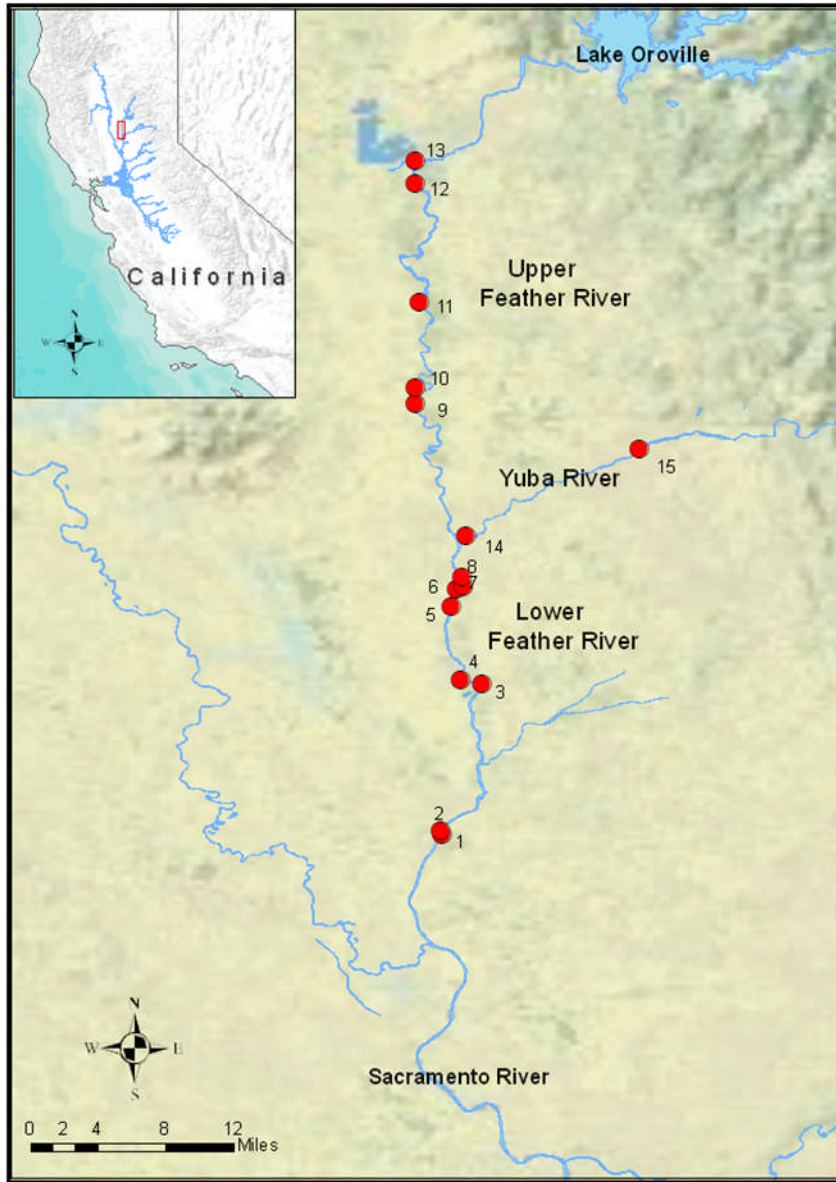 Lake Oroville
13
12
Upper
Feather River
11
California
N
W E
S
10
9
15
Yuba River
14
8
7
6
5
Lower
Feather River
4
3
2
1
N
W E
S
Sacramento River
0 2 4 8 12
Miles